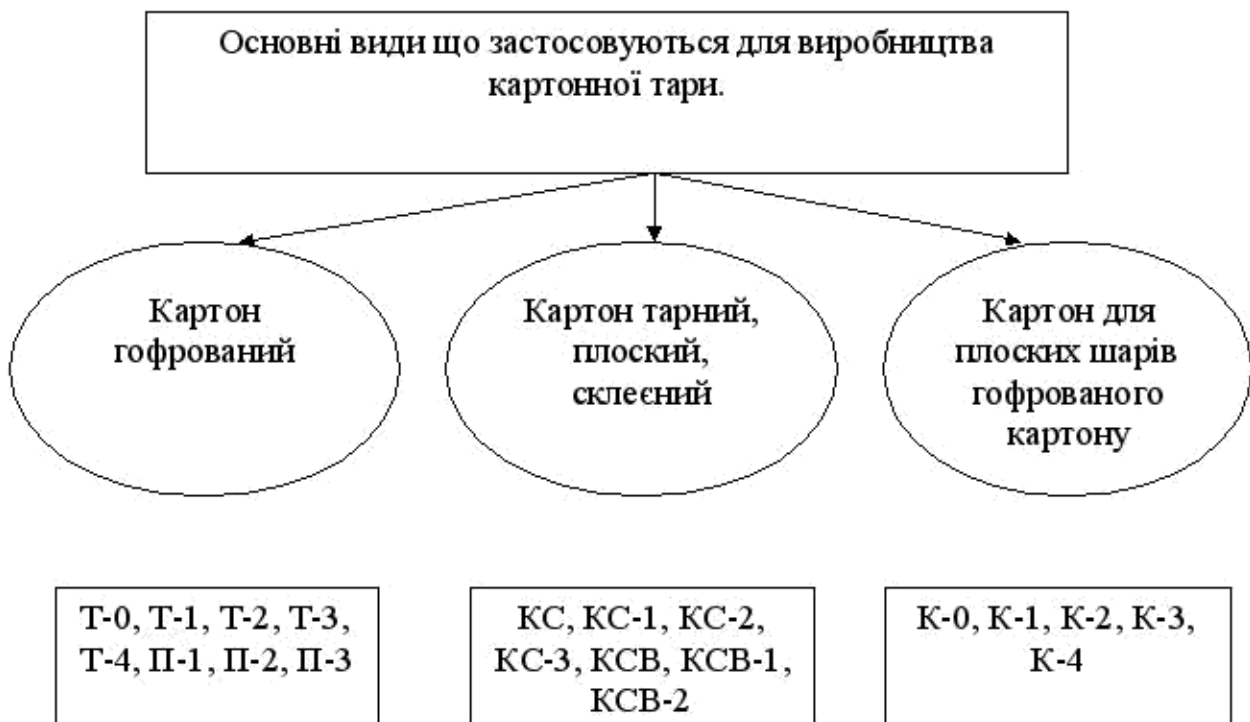 Основні види що застосовуються для виробництва
картонної тари.
Картон
гофрований
Картон тарний,
плоский,
склеєний
Картон для
плоских шарів
гофрованого
картону
Т-0, Т-1, Т-2, Т-3,
Т-4, П-1, П-2, П-3
КС, КС-1, КС-2,
КС-3, КСВ, КСВ-1,
КСВ-2
К-0, К-1, К-2, К-3,
К-4